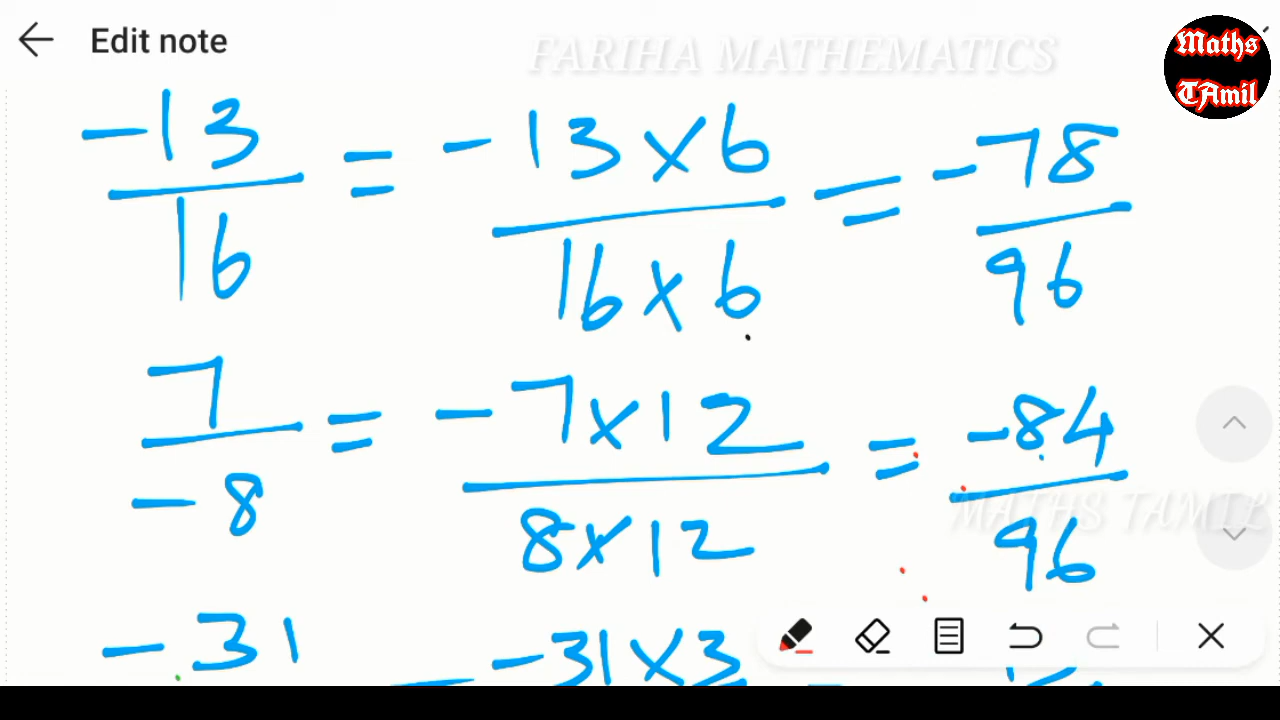 Edit note
FARIHA MATHEMATICS
Maths
TAmil
-13/16 = -13×6/16×6 = -78/96
7/-8 = -7×12/8×12 = -84/96
MATHS TAMIL
-31 -31×3